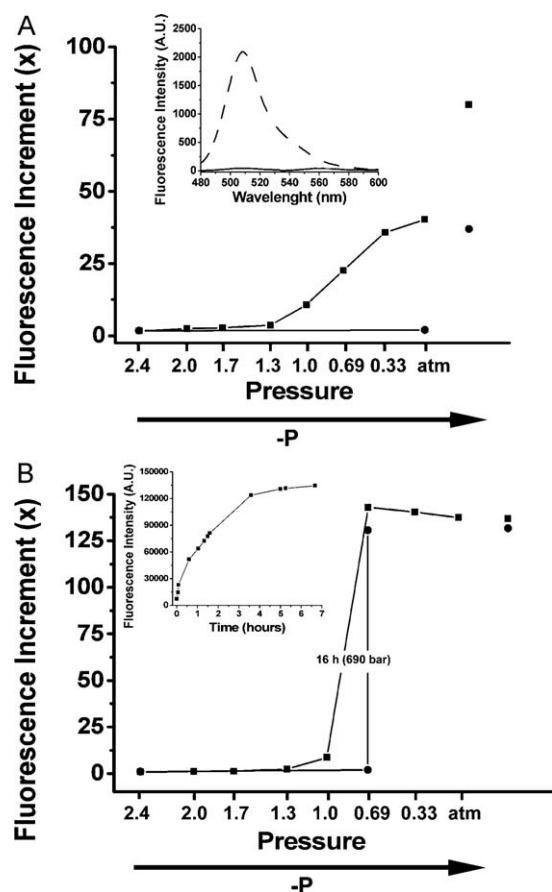 A
Fluorescence Increment (x)
100
75
50
25
0
Fluorescence Intensity (A.U.)
2500
2000
1500
1000
500
0
480 500 520 540 560 580 600
Wavelenght (nm)
2.4 2.0 1.7 1.3 1.0 0.69 0.33 atm
Pressure
-P
B
Fluorescence Increment (x)
150
125
100
75
50
25
0
Fluorescence Intensity (A.U.)
150000
120000
90000
60000
30000
0
0 1 2 3 4 5 6 7
Time (hours)
16 h (690 bar)
2.4 2.0 1.7 1.3 1.0 0.69 0.33 atm
Pressure
-P